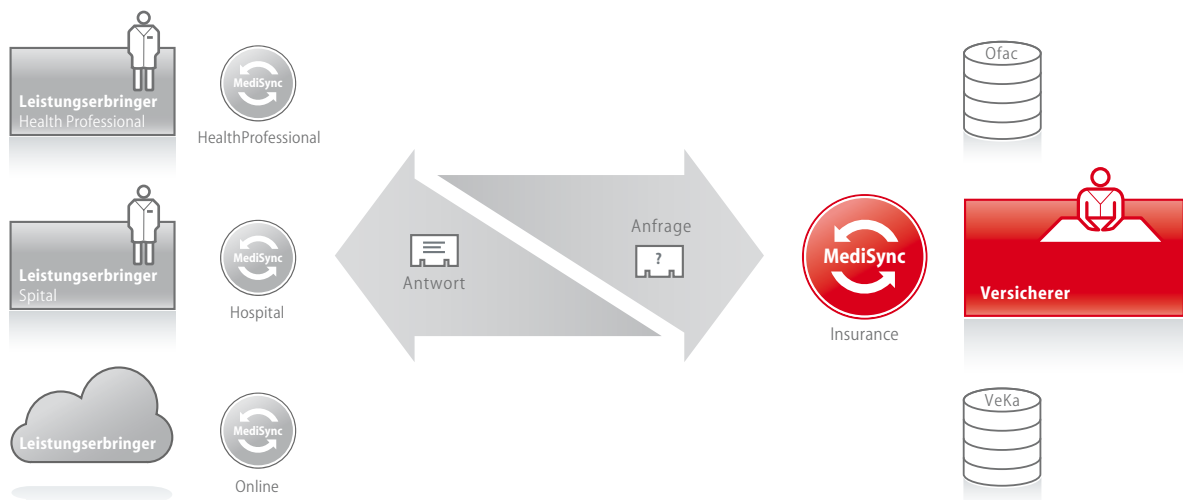 Leistungserbringer
Health Professional
MediSync
HealthProfessional
Leistungserbringer
Spital
MediSync
Hospital
Leistungserbringer
MediSync
Online
Antwort
Anfrage
?
MediSync
Insurance
Ofac
Versicherer
VeKa